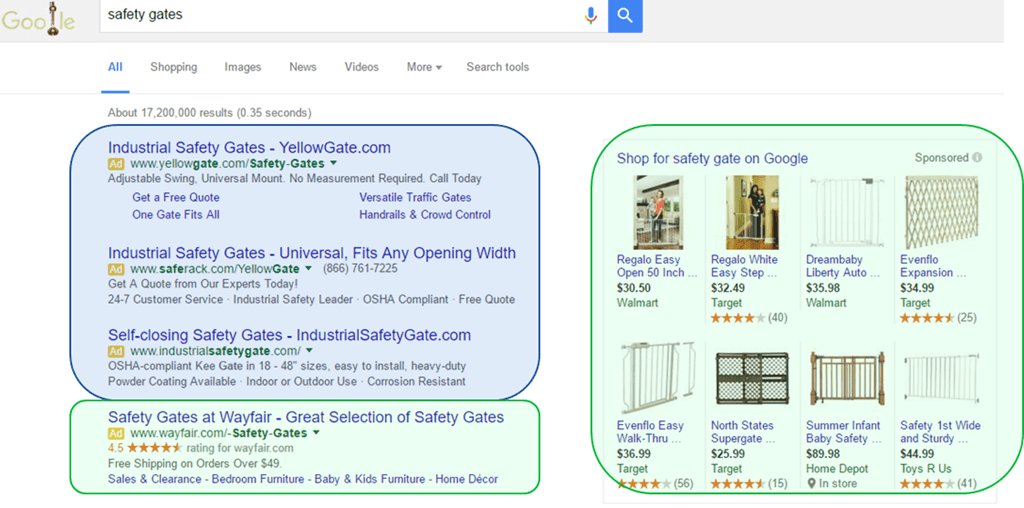 Google
safety gates
All Shopping Images News Videos More Search tools
About 17,200,000 results (0.35 seconds)
Industrial Safety Gates - YellowGate.com
Ad www.yellowgate.com/Safety-Gates
Adjustable Swing, Universal Mount. No Measurement Required. Call Today
Get a Free Quote Versatile Traffic Gates
One Gate Fits All Handrails & Crowd Control
Industrial Safety Gates - Universal, Fits Any Opening Width
Ad www.saferack.com/YellowGate (866) 761-7225
Get A Quote from Our Experts Today!
24-7 Customer Service · Industrial Safety Leader · OSHA Compliant · Free Quote
Self-closing Safety Gates - IndustrialSafetyGate.com
Ad www.industrialsafetygate.com/
OSHA-compliant Kee Gate in 18 - 48" sizes, easy to install, heavy-duty
Powder Coating Available · Indoor or Outdoor Use · Corrosion Resistant
Safety Gates at Wayfair - Great Selection of Safety Gates
Ad www.wayfair.com/-Safety-Gates
4.5 ★★★★★ rating for wayfair.com
Free Shipping on Orders Over $49.
Sales & Clearance - Bedroom Furniture - Baby & Kids Furniture - Home Décor
Shop for safety gate on Google Sponsored
Regalo Easy
Open 50 Inch ...
$30.50
Walmart
Regalo White
Easy Step ...
$32.49
Target
(40)
Dreambaby
Liberty Auto ...
$35.98
Walmart
Evenflo
Expansion ...
$34.99
Target
(25)
Evenflo Easy
Walk-Thru ...
$36.99
Target
(56)
North States
Supergate ...
$25.99
Target
(15)
Summer Infant
Baby Safety ...
$89.98
Home Depot
In store
Safety 1st Wide
and Sturdy ...
$44.99
Toys R Us
(41)